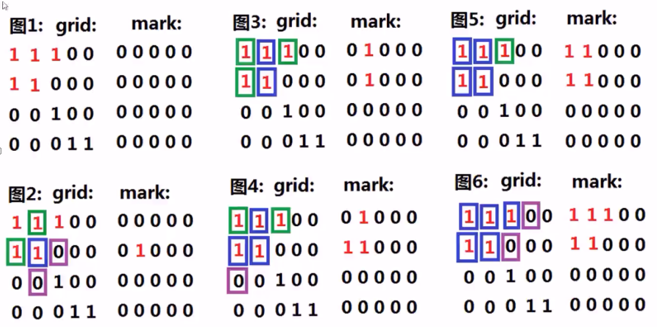 图1: grid: mark:
1 1 1 0 0 0 0 0 0 0
1 1 0 0 0 0 0 0 0 0
0 0 1 0 0 0 0 0 0 0
0 0 0 1 1 0 0 0 0 0
图3: grid: mark:
1 1 1 0 0 0 1 0 0 0
1 1 0 0 0 0 1 0 0 0
0 0 1 0 0 0 0 0 0 0
0 0 0 1 1 0 0 0 0 0
图5: grid: mark:
1 1 1 0 0 1 1 0 0 0
1 1 0 0 0 1 1 0 0 0
0 0 1 0 0 0 0 0 0 0
0 0 0 1 1 0 0 0 0 0
图2: grid: mark:
1 1 1 0 0 0 0 0 0 0
1 1 0 0 0 0 1 0 0 0
0 0 1 0 0 0 0 0 0 0
0 0 0 1 1 0 0 0 0 0
图4: grid: mark:
1 1 1 0 0 0 1 0 0 0
1 1 0 0 0 1 1 0 0 0
0 0 1 0 0 0 0 0 0 0
0 0 0 1 1 0 0 0 0 0
图6: grid: mark:
1 1 1 0 0 1 1 1 0 0
1 1 0 0 0 1 1 0 0 0
0 0 1 0 0 0 0 0 0 0
0 0 0 1 1 0 0 0 0 0